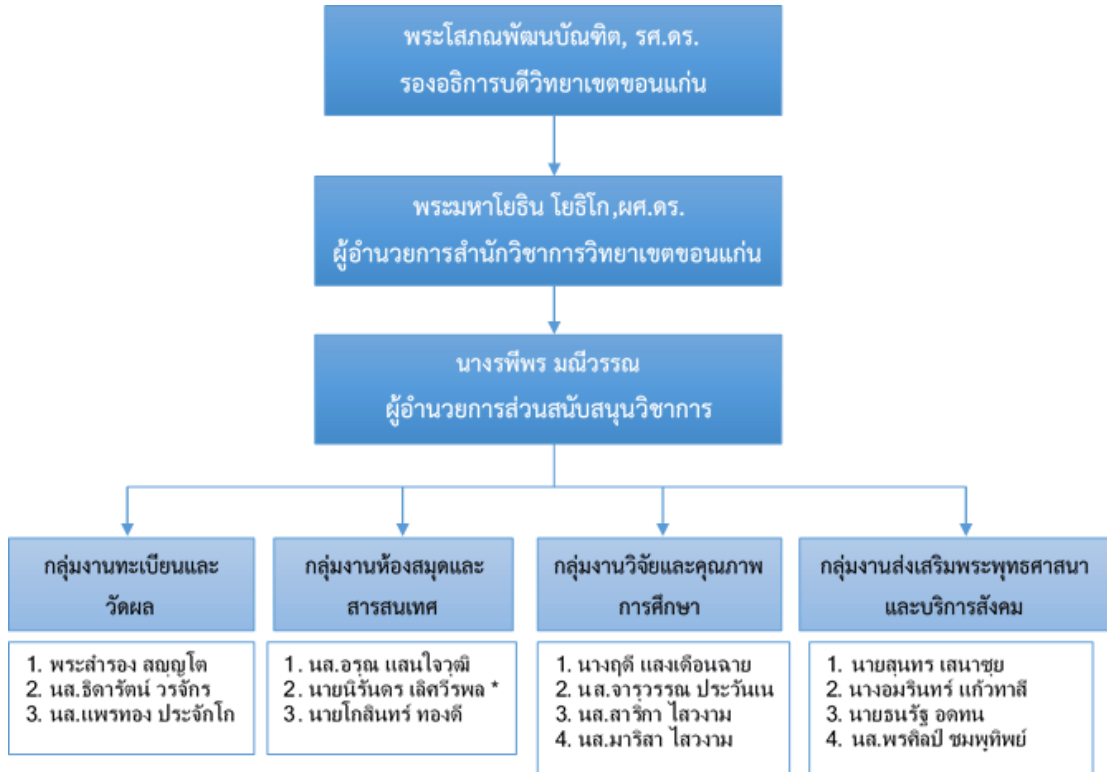 พระโสภณพัฒนบัณฑิต, รศ.ดร.
รองอธิการบดีวิทยาเขตขอนแก่น
พระมหาโยธิน โยธิโก,ผศ.ดร.
ผู้อำนวยการสำนักวิชาการวิทยาเขตขอนแก่น
นางรพีพร มณีวรรณ
ผู้อำนวยการส่วนสนับสนุนวิชาการ
กลุ่มงานทะเบียนและ
วัดผล
1. พระสำรอง สญฺญโต
2. นส.ธิดารัตน์ วรจักร
3. นส.แพรทอง ประจักโก
กลุ่มงานห้องสมุดและ
สารสนเทศ
1. นส.อรุณ แสนใจวุฒิ
2. นายนิรันดร เลิศวีรพล *
3. นายโกสินทร์ ทองดี
กลุ่มงานวิจัยและคุณภาพ
การศึกษา
1. นางฤดี แสงเดือนฉาย
2. นส.จารุวรรณ ประวันเน
3. นส.สาริกา ไสวงาม
4. นส.มาริสา ไสวงาม
กลุ่มงานส่งเสริมพระพุทธศาสนา
และบริการสังคม
1. นายสุนทร เสนาซุย
2. นางอมรินทร์ แก้วทาสี
3. นายธนรัฐ อดทน
4. นส.พรศิลป์ ชมพูทิพย์